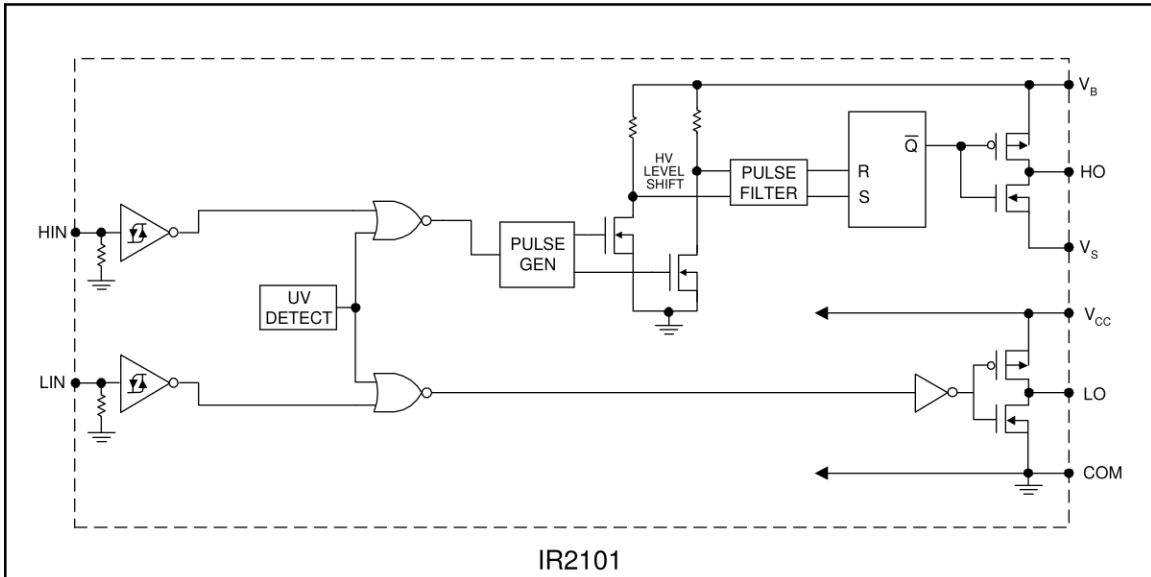 V_B
Q̅
HV
LEVEL
SHIFT
PULSE
FILTER
R
S
HO
HIN
PULSE
GEN
V_S
UV
DETECT
V_CC
LIN
LO
COM
IR2101